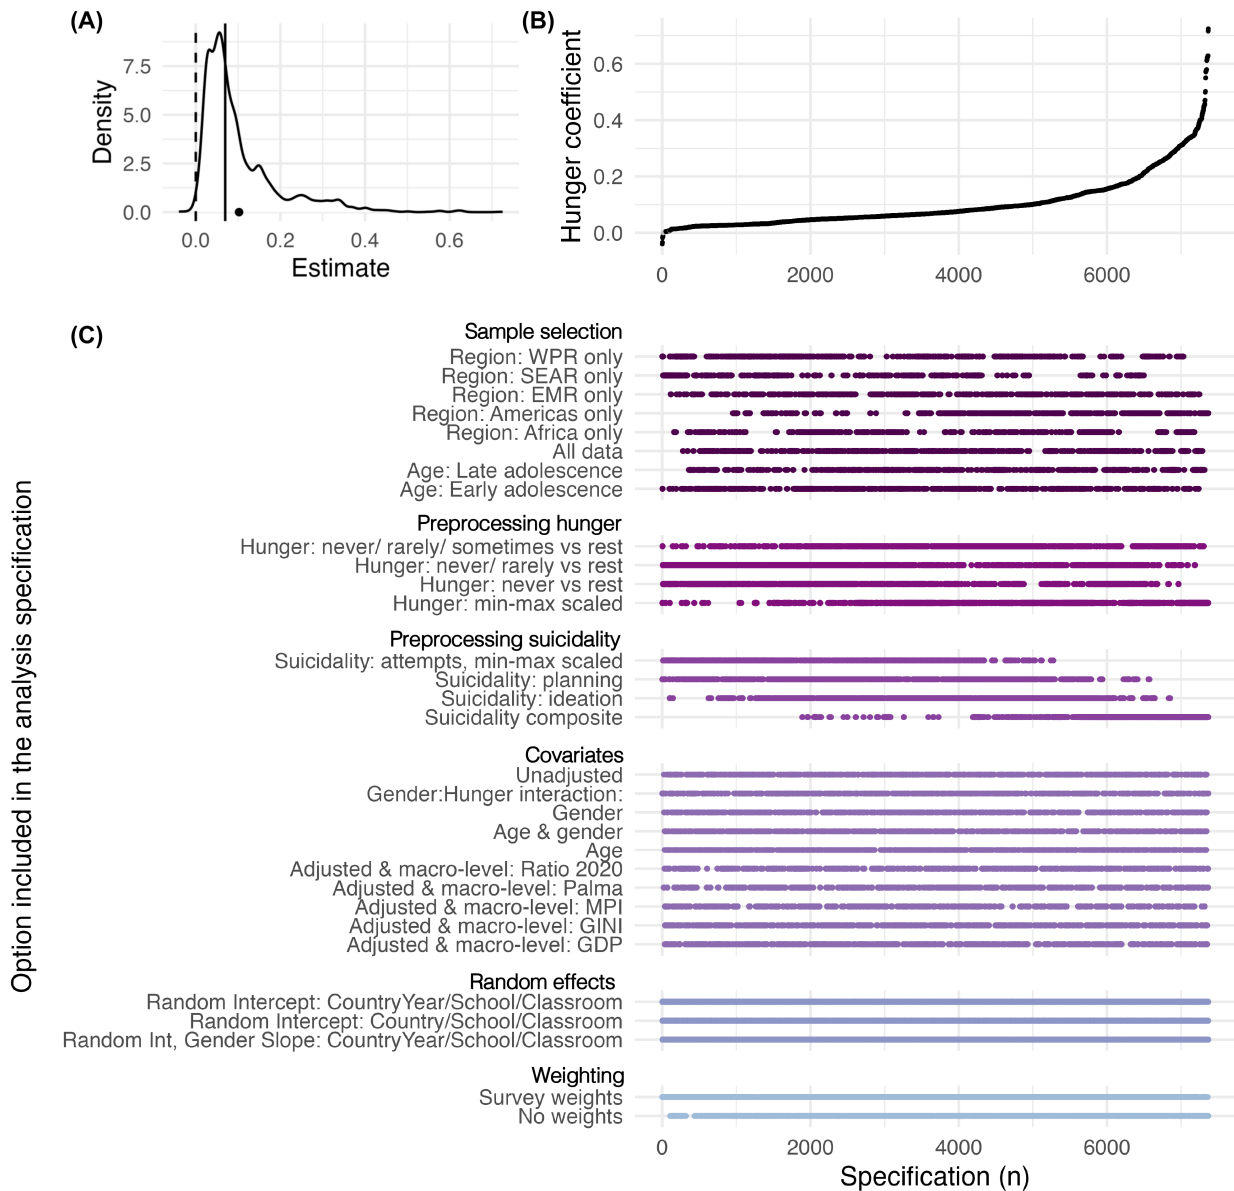 (A)
7.5
5.0
2.5
0.0
Density
0.0 0.2 0.4 0.6
Estimate
(B)
0.6
0.4
0.2
0.0
Hunger coefficient
0 2000 4000 6000
(C)
Option included in the analysis specification
Sample selection
Region: WPR only
Region: SEAR only
Region: EMR only
Region: Americas only
Region: Africa only
All data
Age: Late adolescence
Age: Early adolescence
Preprocessing hunger
Hunger: never/ rarely/ sometimes vs rest
Hunger: never/ rarely vs rest
Hunger: never vs rest
Hunger: min-max scaled
Preprocessing suicidality
Suicidality: attempts, min-max scaled
Suicidality: planning
Suicidality: ideation
Suicidality composite
Covariates
Unadjusted
Gender:Hunger interaction:
Gender
Age & gender
Age
Adjusted & macro-level: Ratio 2020
Adjusted & macro-level: Palma
Adjusted & macro-level: MPI
Adjusted & macro-level: GINI
Adjusted & macro-level: GDP
Random effects
Random Intercept: CountryYear/School/Classroom
Random Intercept: Country/School/Classroom
Random Int, Gender Slope: CountryYear/School/Classroom
Weighting
Survey weights
No weights
0 2000 4000 6000
Specification (n)